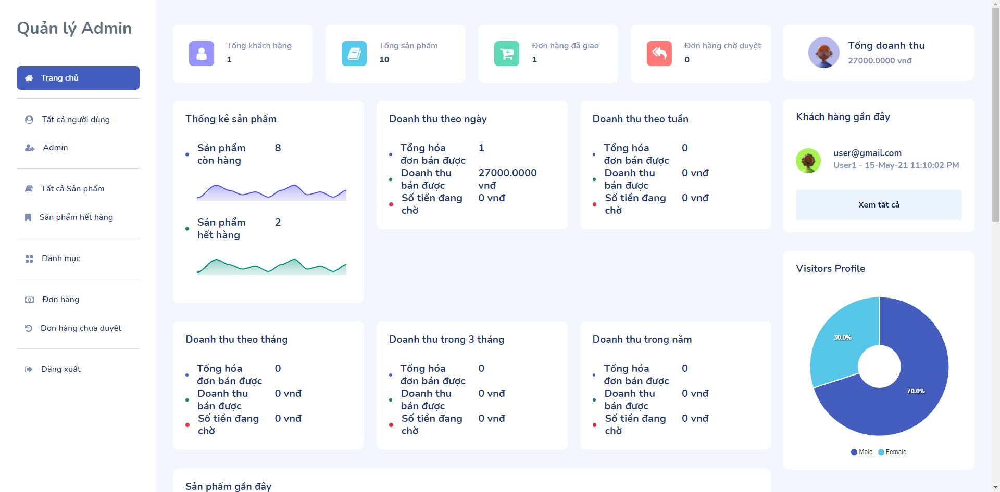 Quản lý Admin
Trang chủ
Tất cả người dùng
Admin
Tất cả Sản phẩm
Sản phẩm hết hàng
Danh mục
Đơn hàng
Đơn hàng chưa duyệt
Đăng xuất
Tổng khách hàng
1
Tổng sản phẩm
10
Đơn hàng đã giao
1
Đơn hàng chờ duyệt
0
Tổng doanh thu
27000.0000 vnđ
Thống kê sản phẩm
Sản phẩm 8
còn hàng
Sản phẩm 2
hết hàng
Doanh thu theo ngày
Tổng hóa 1
đơn bán được
Doanh thu 27000.0000
bán được vnđ
Số tiền đang 0 vnđ
chờ
Doanh thu theo tuần
Tổng hóa 0
đơn bán được
Doanh thu 0 vnđ
bán được
Số tiền đang 0 vnđ
chờ
Khách hàng gần đây
user@gmail.com
User1 - 15-May-21 11:10:02 PM
Xem tất cả
Visitors Profile
30.0%
70.0%
Male Female
Doanh thu theo tháng
Tổng hóa 0
đơn bán được
Doanh thu 0 vnđ
bán được
Số tiền đang 0 vnđ
chờ
Doanh thu trong 3 tháng
Tổng hóa 0
đơn bán được
Doanh thu 0 vnđ
bán được
Số tiền đang 0 vnđ
chờ
Doanh thu trong năm
Tổng hóa 0
đơn bán được
Doanh thu 0 vnđ
bán được
Số tiền đang 0 vnđ
chờ
Sản phẩm gần đây